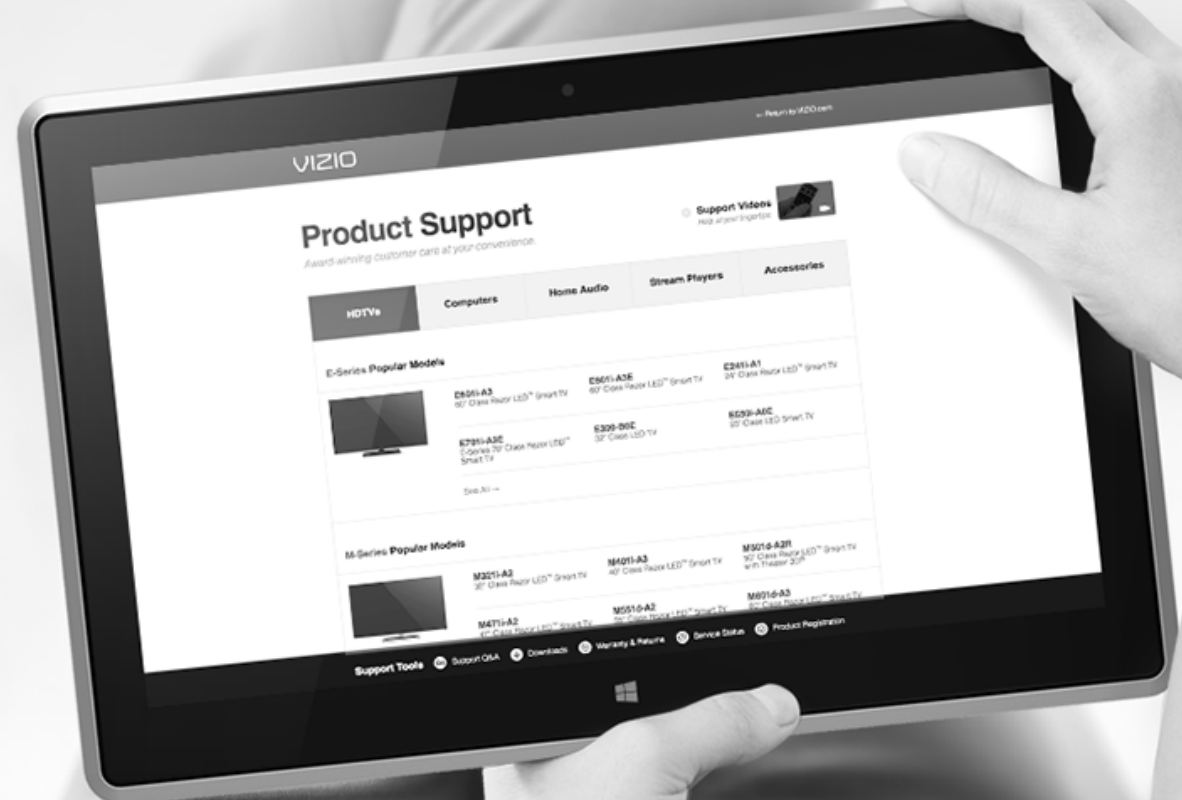 ← Return to VIZIO.com
VIZIO
Product Support
Award-winning customer care at your convenience.
Support Videos
Help at your fingertips
HDTVs
Computers
Home Audio
Stream Players
Accessories
E-Series Popular Models
E601i-A3
60" Class Razor LED™ Smart TV
E601i-A3E
60" Class Razor LED™ Smart TV
E241i-A1
24" Class Razor LED™ Smart TV
E701i-A3E
E-Series 70" Class Razor LED™
Smart TV
E320-B0E
32" Class LED TV
Class LED Smart TV
See All →
M-Series Popular Models
M321i-A2
32" Class Razor LED™ Smart TV
M401i-A3
40" Class Razor LED™ Smart TV
M501d-A2R
50" Class Razor LED™ Smart TV
with Theater 3D®
M471i-A2
47" Class Razor LED™ Smart TV
M551d-A2
55" Class Razor LED™ Smart TV
M601d-A3
60" Class Razor LED™ Smart TV
Support Tools
Support Q&A
Downloads
Warranty & Returns
Service Status
Product Registration